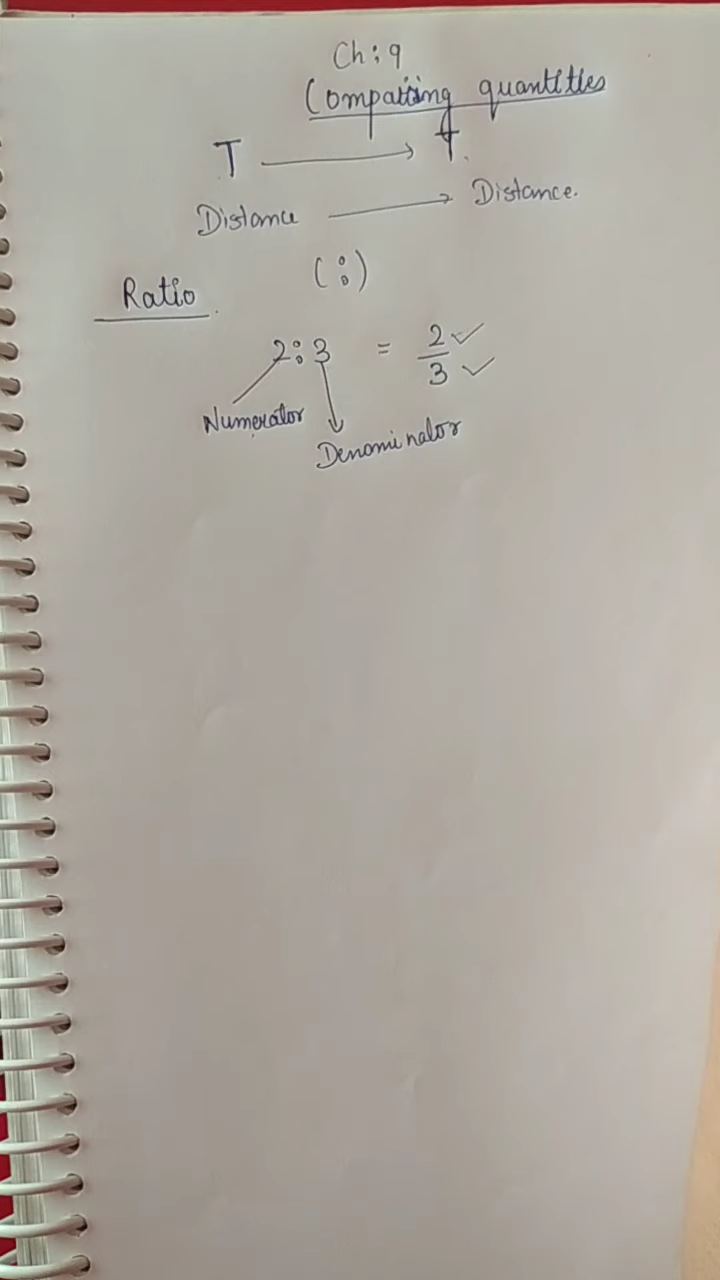 Ch:9
Comparing quantities
T → T.
Distance → Distance.
Ratio. (:)
2:3 = 2/3
Numerator
Denominator